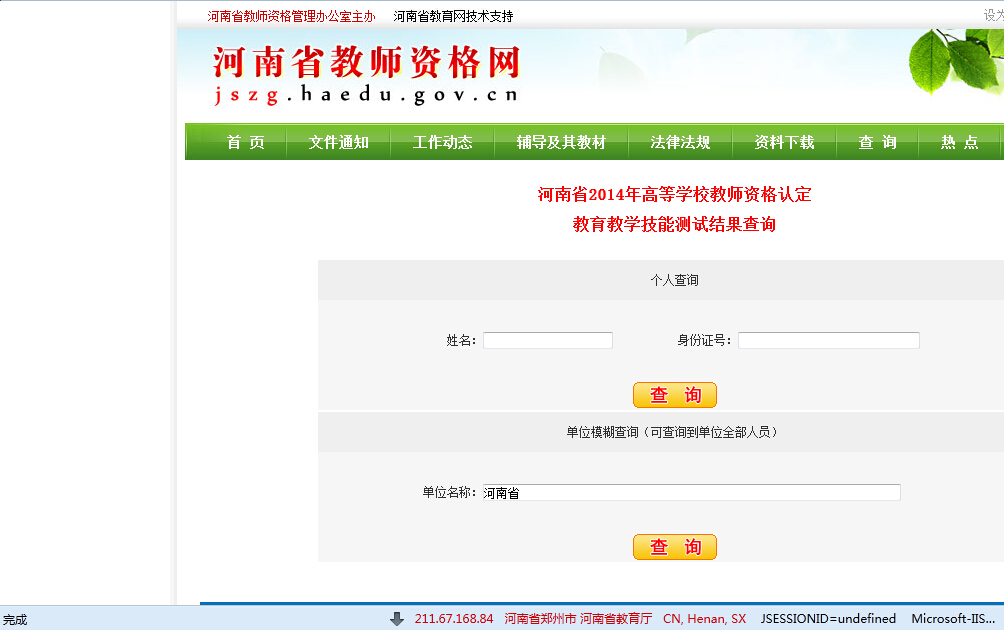 河南省教师资格管理办公室主办 河南省教育网技术支持 设为
河南省教师资格网
jszg.haedu.gov.cn
首 页 文件通知 工作动态 辅导及其教材 法律法规 资料下载 查 询 热 点
河南省2014年高等学校教师资格认定
教育教学技能测试结果查询
个人查询
姓名： 身份证号：
查 询
单位模糊查询（可查询到单位全部人员）
单位名称： 河南省
查 询
完成 211.67.168.84 河南省郑州市 河南省教育厅 CN, Henan, SX JSESSIONID=undefined Microsoft-IIS...